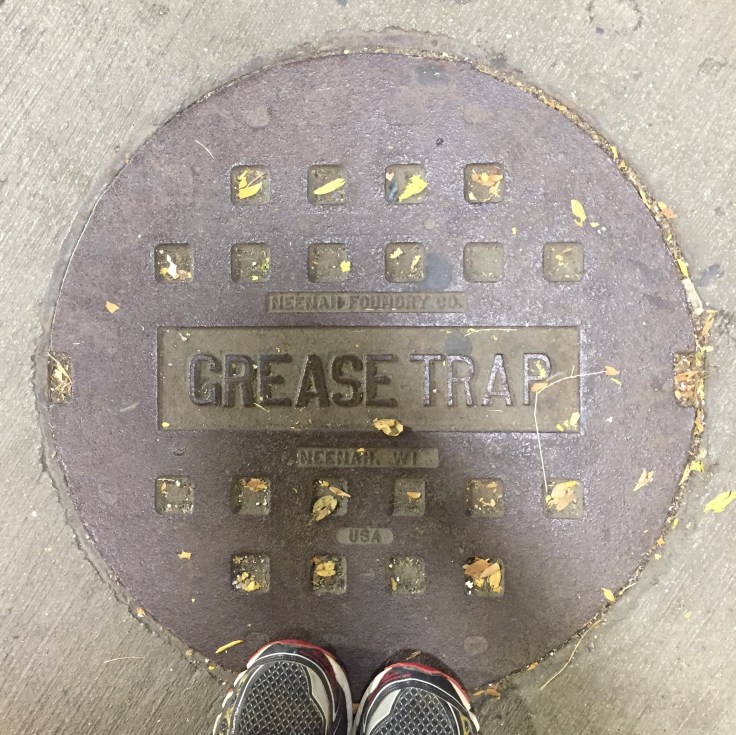 NEENAH FOUNDRY CO.
GREASE TRAP
NEENAH, WI
USA